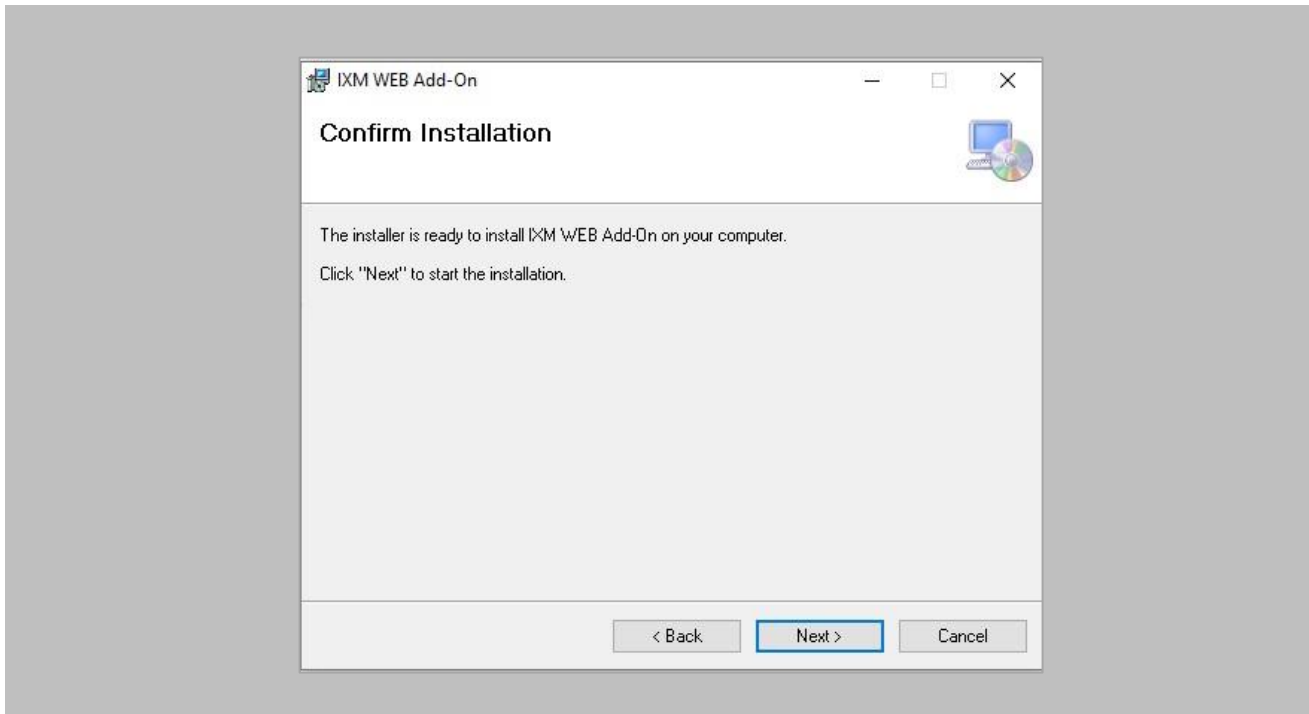 IXM WEB Add-On
Confirm Installation
The installer is ready to install IXM WEB Add-On on your computer.
Click "Next" to start the installation.
< Back
Next >
Cancel